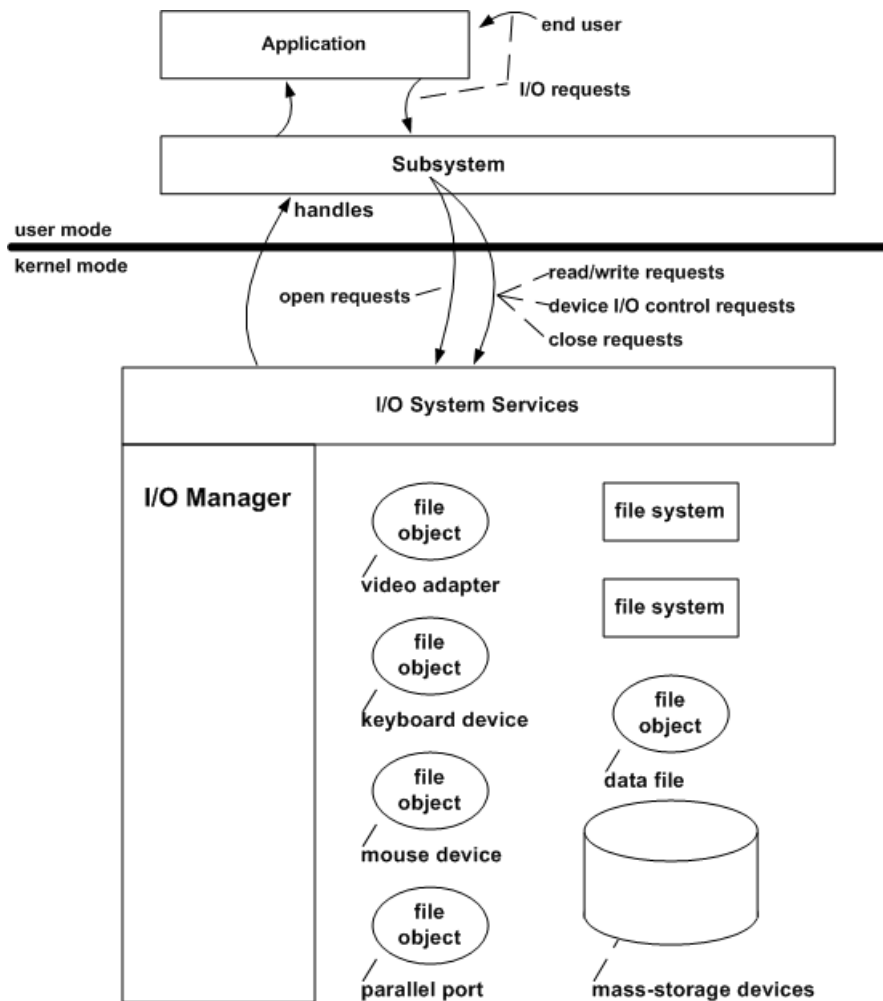 Application
end user
I/O requests
Subsystem
handles
user mode
kernel mode
open requests
read/write requests
device I/O control requests
close requests
I/O System Services
I/O Manager
file
object
video adapter
file
object
keyboard device
file
object
mouse device
file
object
parallel port
file system
file system
file
object
data file
mass-storage devices